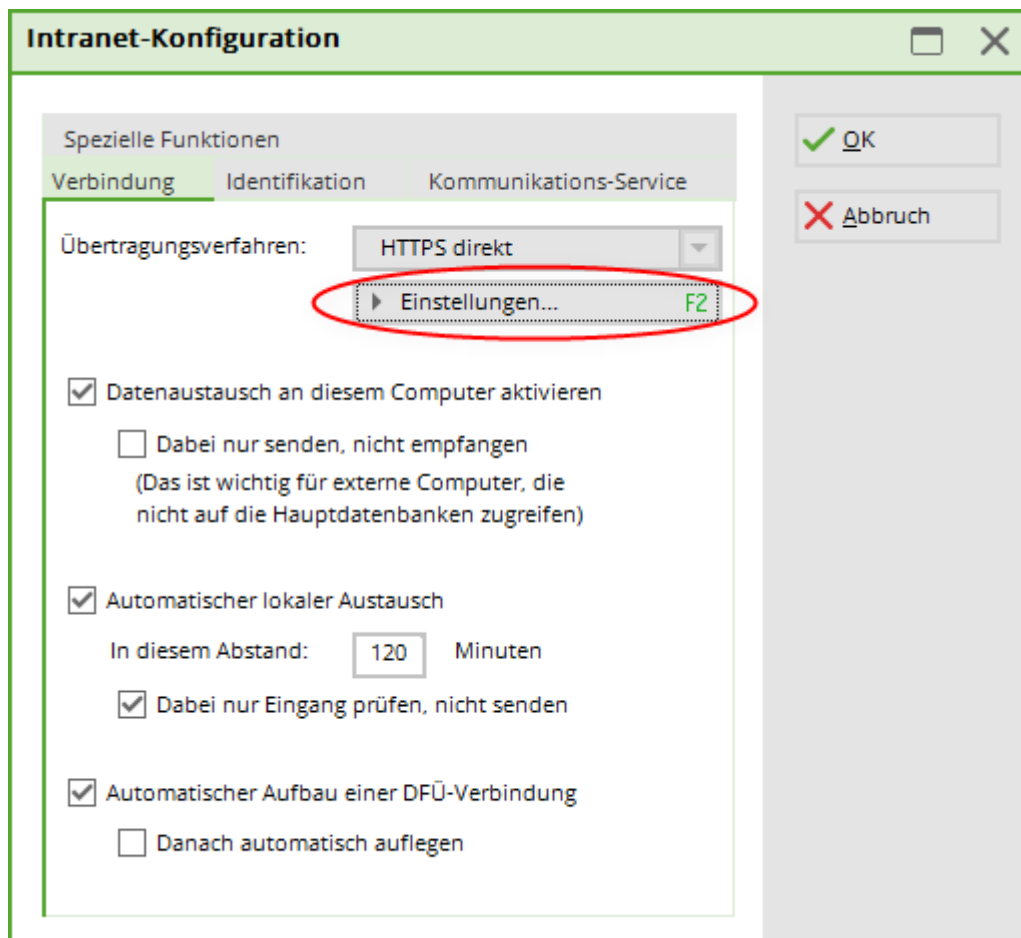 Intranet-Konfiguration
Spezielle Funktionen
Verbindung Identifikation Kommunikations-Service
Übertragungsverfahren: HTTPS direkt
Einstellungen... F2
Datenaustausch an diesem Computer aktivieren
Dabei nur senden, nicht empfangen
(Das ist wichtig für externe Computer, die
nicht auf die Hauptdatenbanken zugreifen)
Automatischer lokaler Austausch
In diesem Abstand: 120 Minuten
Dabei nur Eingang prüfen, nicht senden
Automatischer Aufbau einer DFÜ-Verbindung
Danach automatisch auflegen
OK
Abbruch